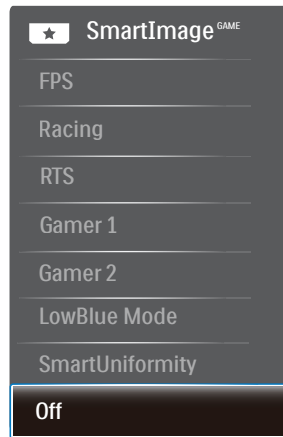 SmartImage GAME
FPS
Racing
RTS
Gamer 1
Gamer 2
LowBlue Mode
SmartUniformity
Off